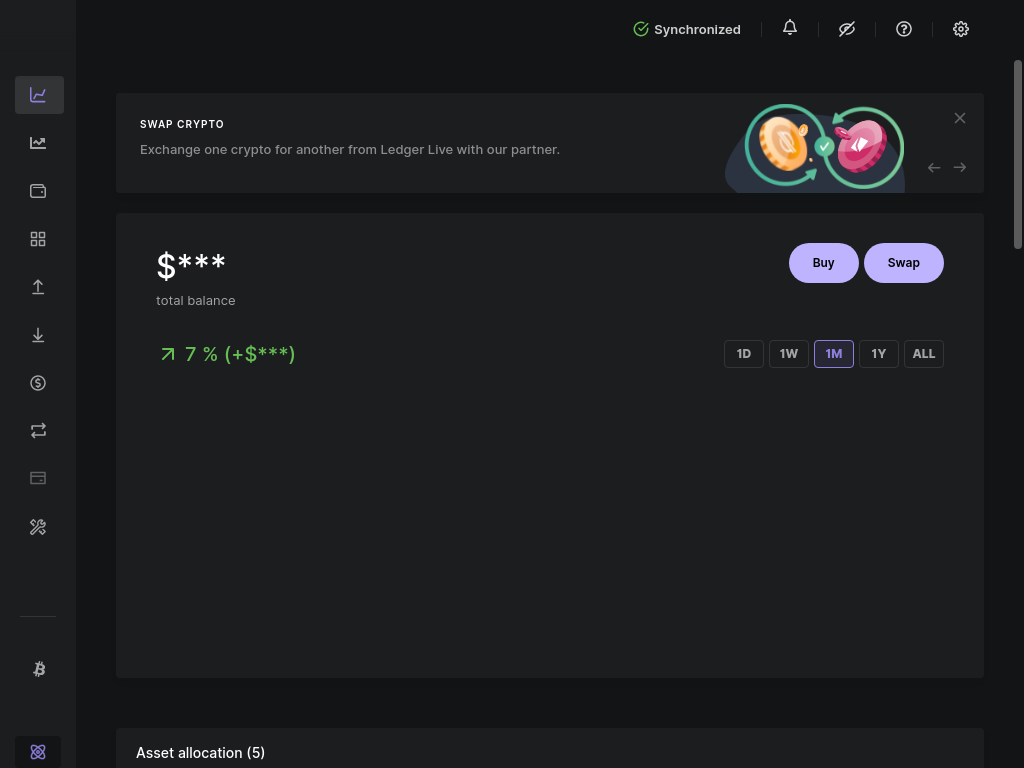 Synchronized
SWAP CRYPTO
Exchange one crypto for another from Ledger Live with our partner.
$***
Buy
Swap
total balance
7 % (+$***)
1D
1W
1M
1Y
ALL
Asset allocation (5)